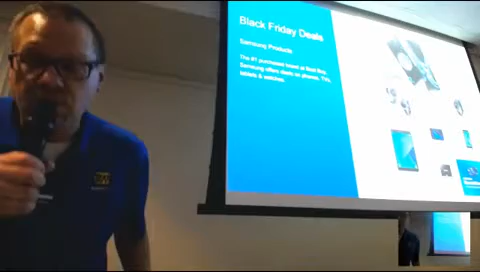 Black Friday Deals
Samsung Products
The #1 purchased brand at Best Buy,
Samsung offers deals on phones, TVs,
tablets & watches.